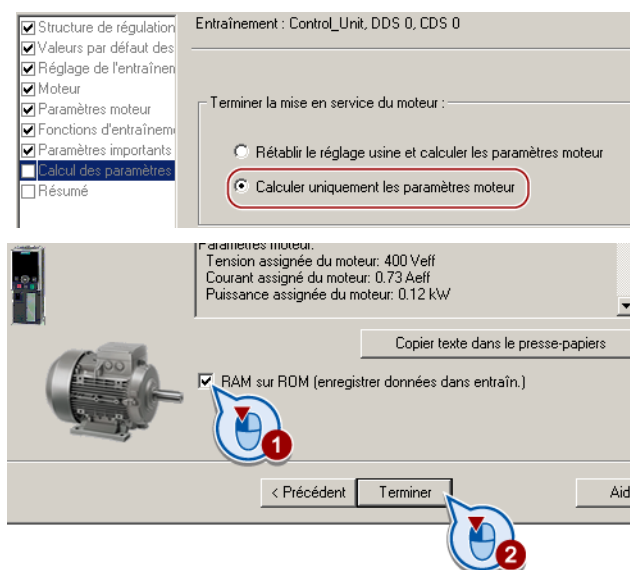 Structure de régulation
Valeurs par défaut des
Réglage de l'entraînen
Moteur
Paramètres moteur
Fonctions d'entraînem
Paramètres importants
Calcul des paramètres
Résumé
Entraînement : Control_Unit, DDS 0, CDS 0
Terminer la mise en service du moteur :
Rétablir le réglage usine et calculer les paramètres moteur
Calculer uniquement les paramètres moteur
Paramètres moteur:
Tension assignée du moteur: 400 Veff
Courant assigné du moteur: 0.73 Aeff
Puissance assignée du moteur: 0.12 kW
Copier texte dans le presse-papiers
RAM sur ROM (enregistrer données dans entraîn.)
1
< Précédent
Terminer
Aid
2